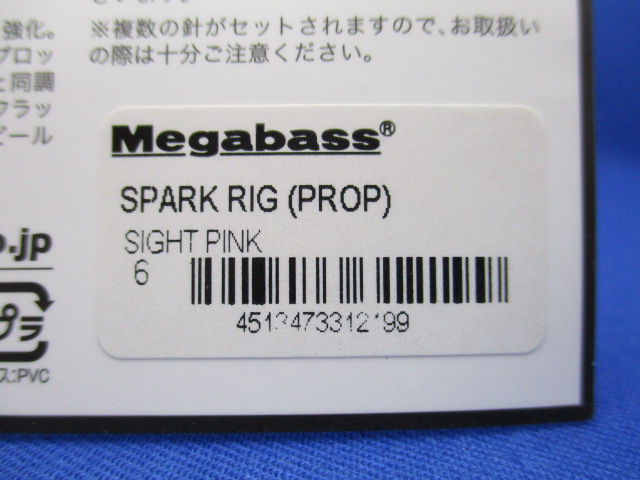 ※複数の針がセットされてますので、お取扱い
の際は十分ご注意ください。
強化。
ブロッ
と同調
フラッ
ビール
Megabass®
SPARK RIG (PROP)
SIGHT PINK
6
.jp
プラ
ス:PVC